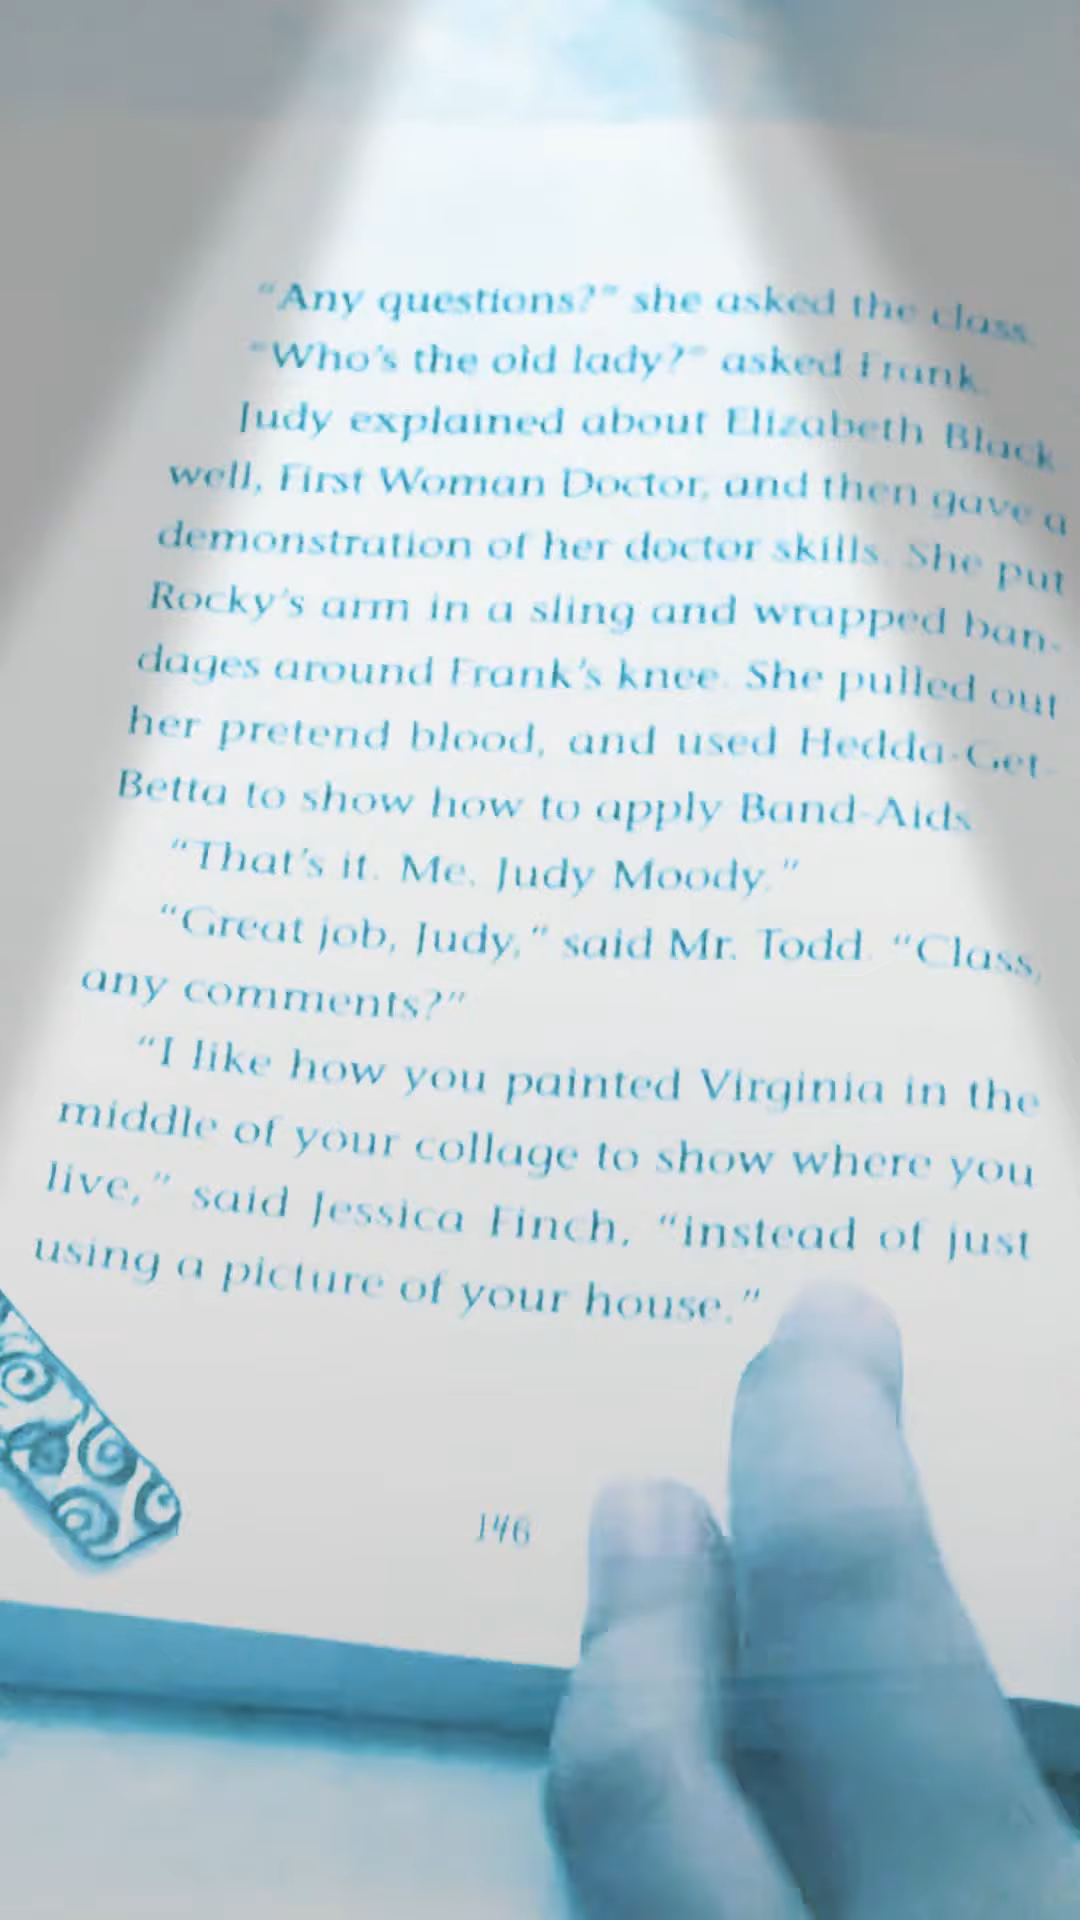 "Any questions?" she asked the class.
"Who's the old lady?" asked Frank.
Judy explained about Elizabeth Black
well, First Woman Doctor, and then gave a
demonstration of her doctor skills. She put
Rocky's arm in a sling and wrapped ban-
dages around Frank's knee. She pulled out
her pretend blood, and used Hedda-Get-
Betta to show how to apply Band-Aids
"That's it. Me, Judy Moody."
"Great job, Judy," said Mr. Todd. "Class,
any comments?"
"I like how you painted Virginia in the
middle of your collage to show where you
live," said Jessica Finch, "instead of just
using a picture of your house."
146